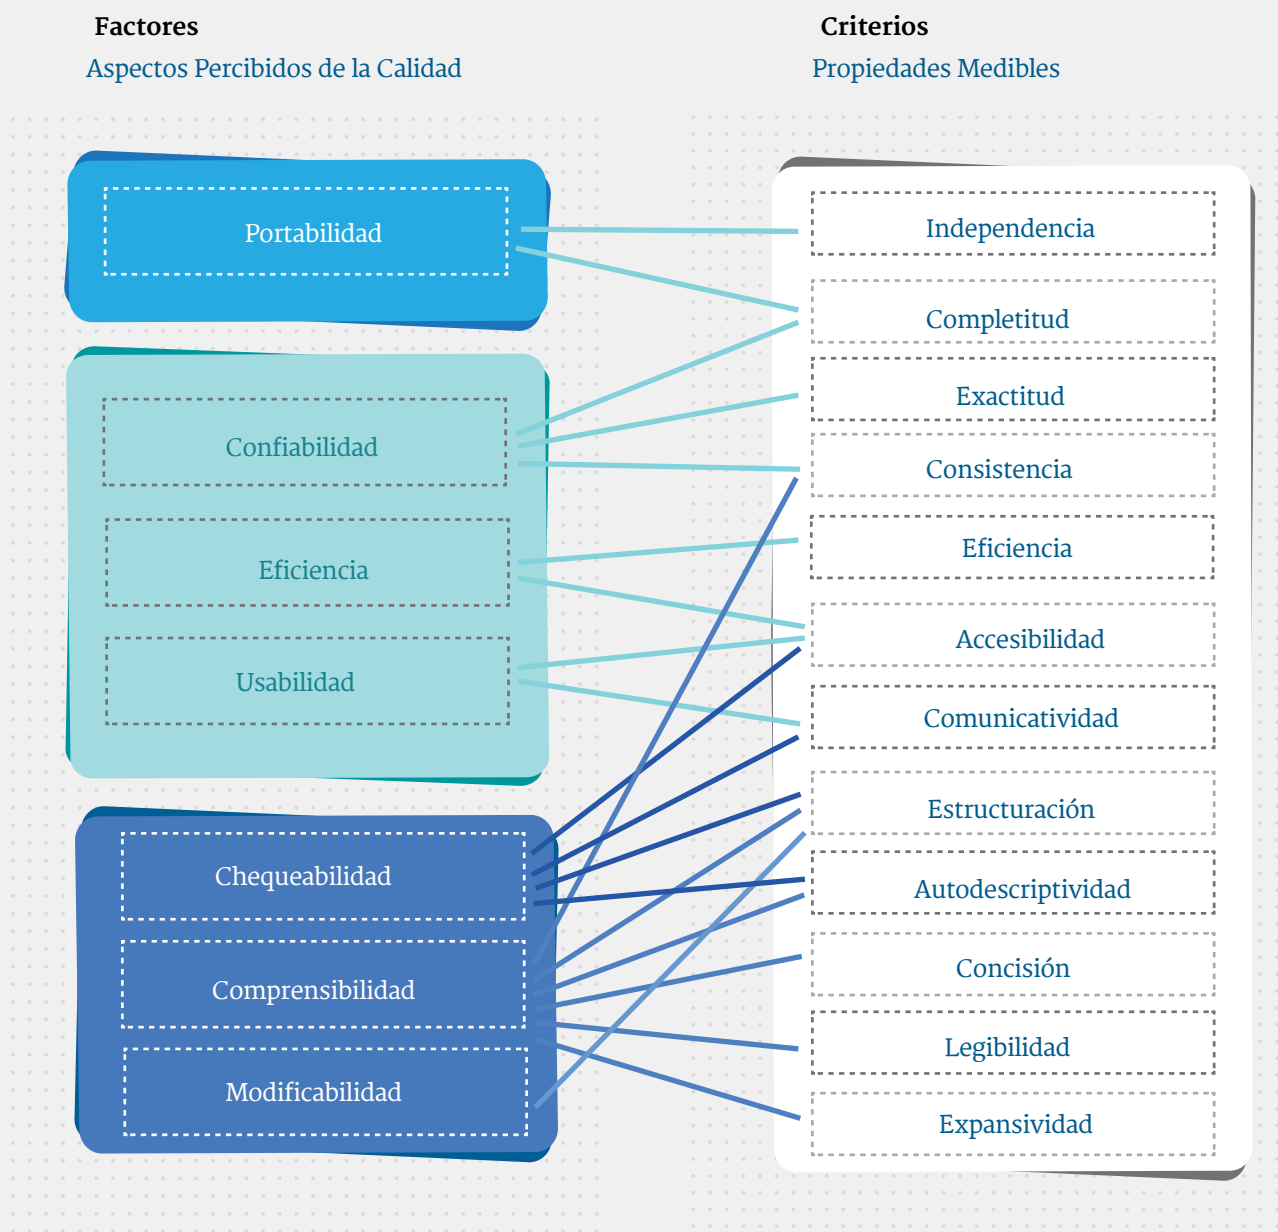 Factores
Aspectos Percibidos de la Calidad
Portabilidad
Confiabilidad
Eficiencia
Usabilidad
Chequeabilidad
Comprensibilidad
Modificabilidad
Criterios
Propiedades Medibles
Independencia
Completitud
Exactitud
Consistencia
Eficiencia
Accesibilidad
Comunicatividad
Estructuración
Autodescriptividad
Concisión
Legibilidad
Expansividad